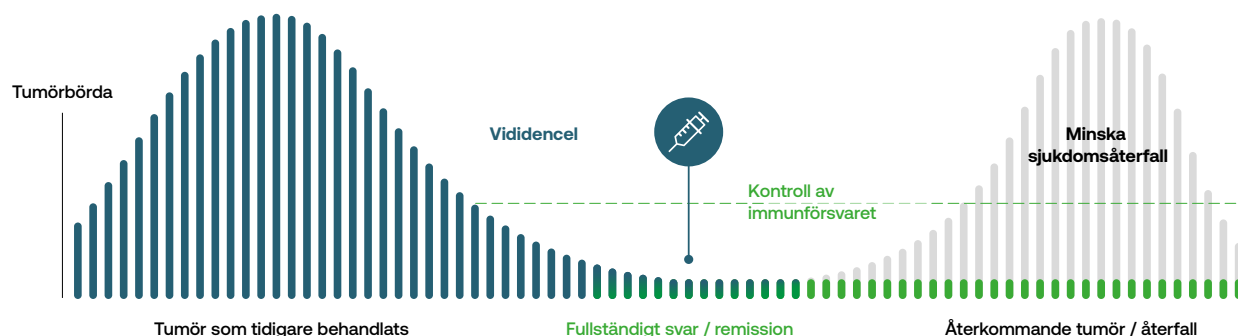 Tumörbörda
Vididencel
Minska
sjukdomsåterfall
Kontroll av
immunförsvaret
Tumör som tidigare behandlats
Fullständigt svar / remission
Återkommande tumör / återfall